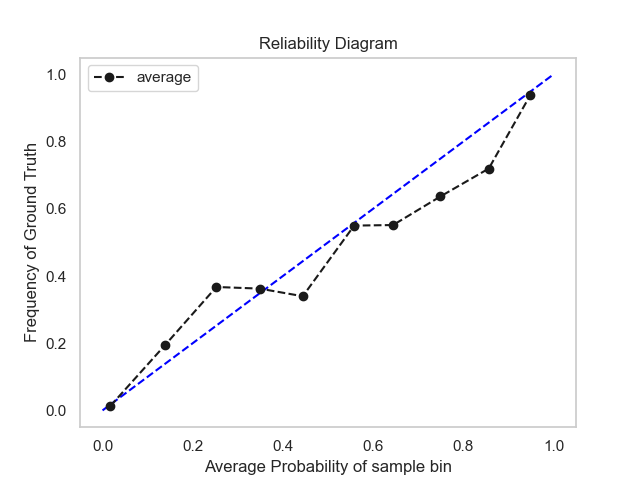 Reliability Diagram
average
Frequency of Ground Truth
1.0
0.8
0.6
0.4
0.2
0.0
0.0 0.2 0.4 0.6 0.8 1.0
Average Probability of sample bin